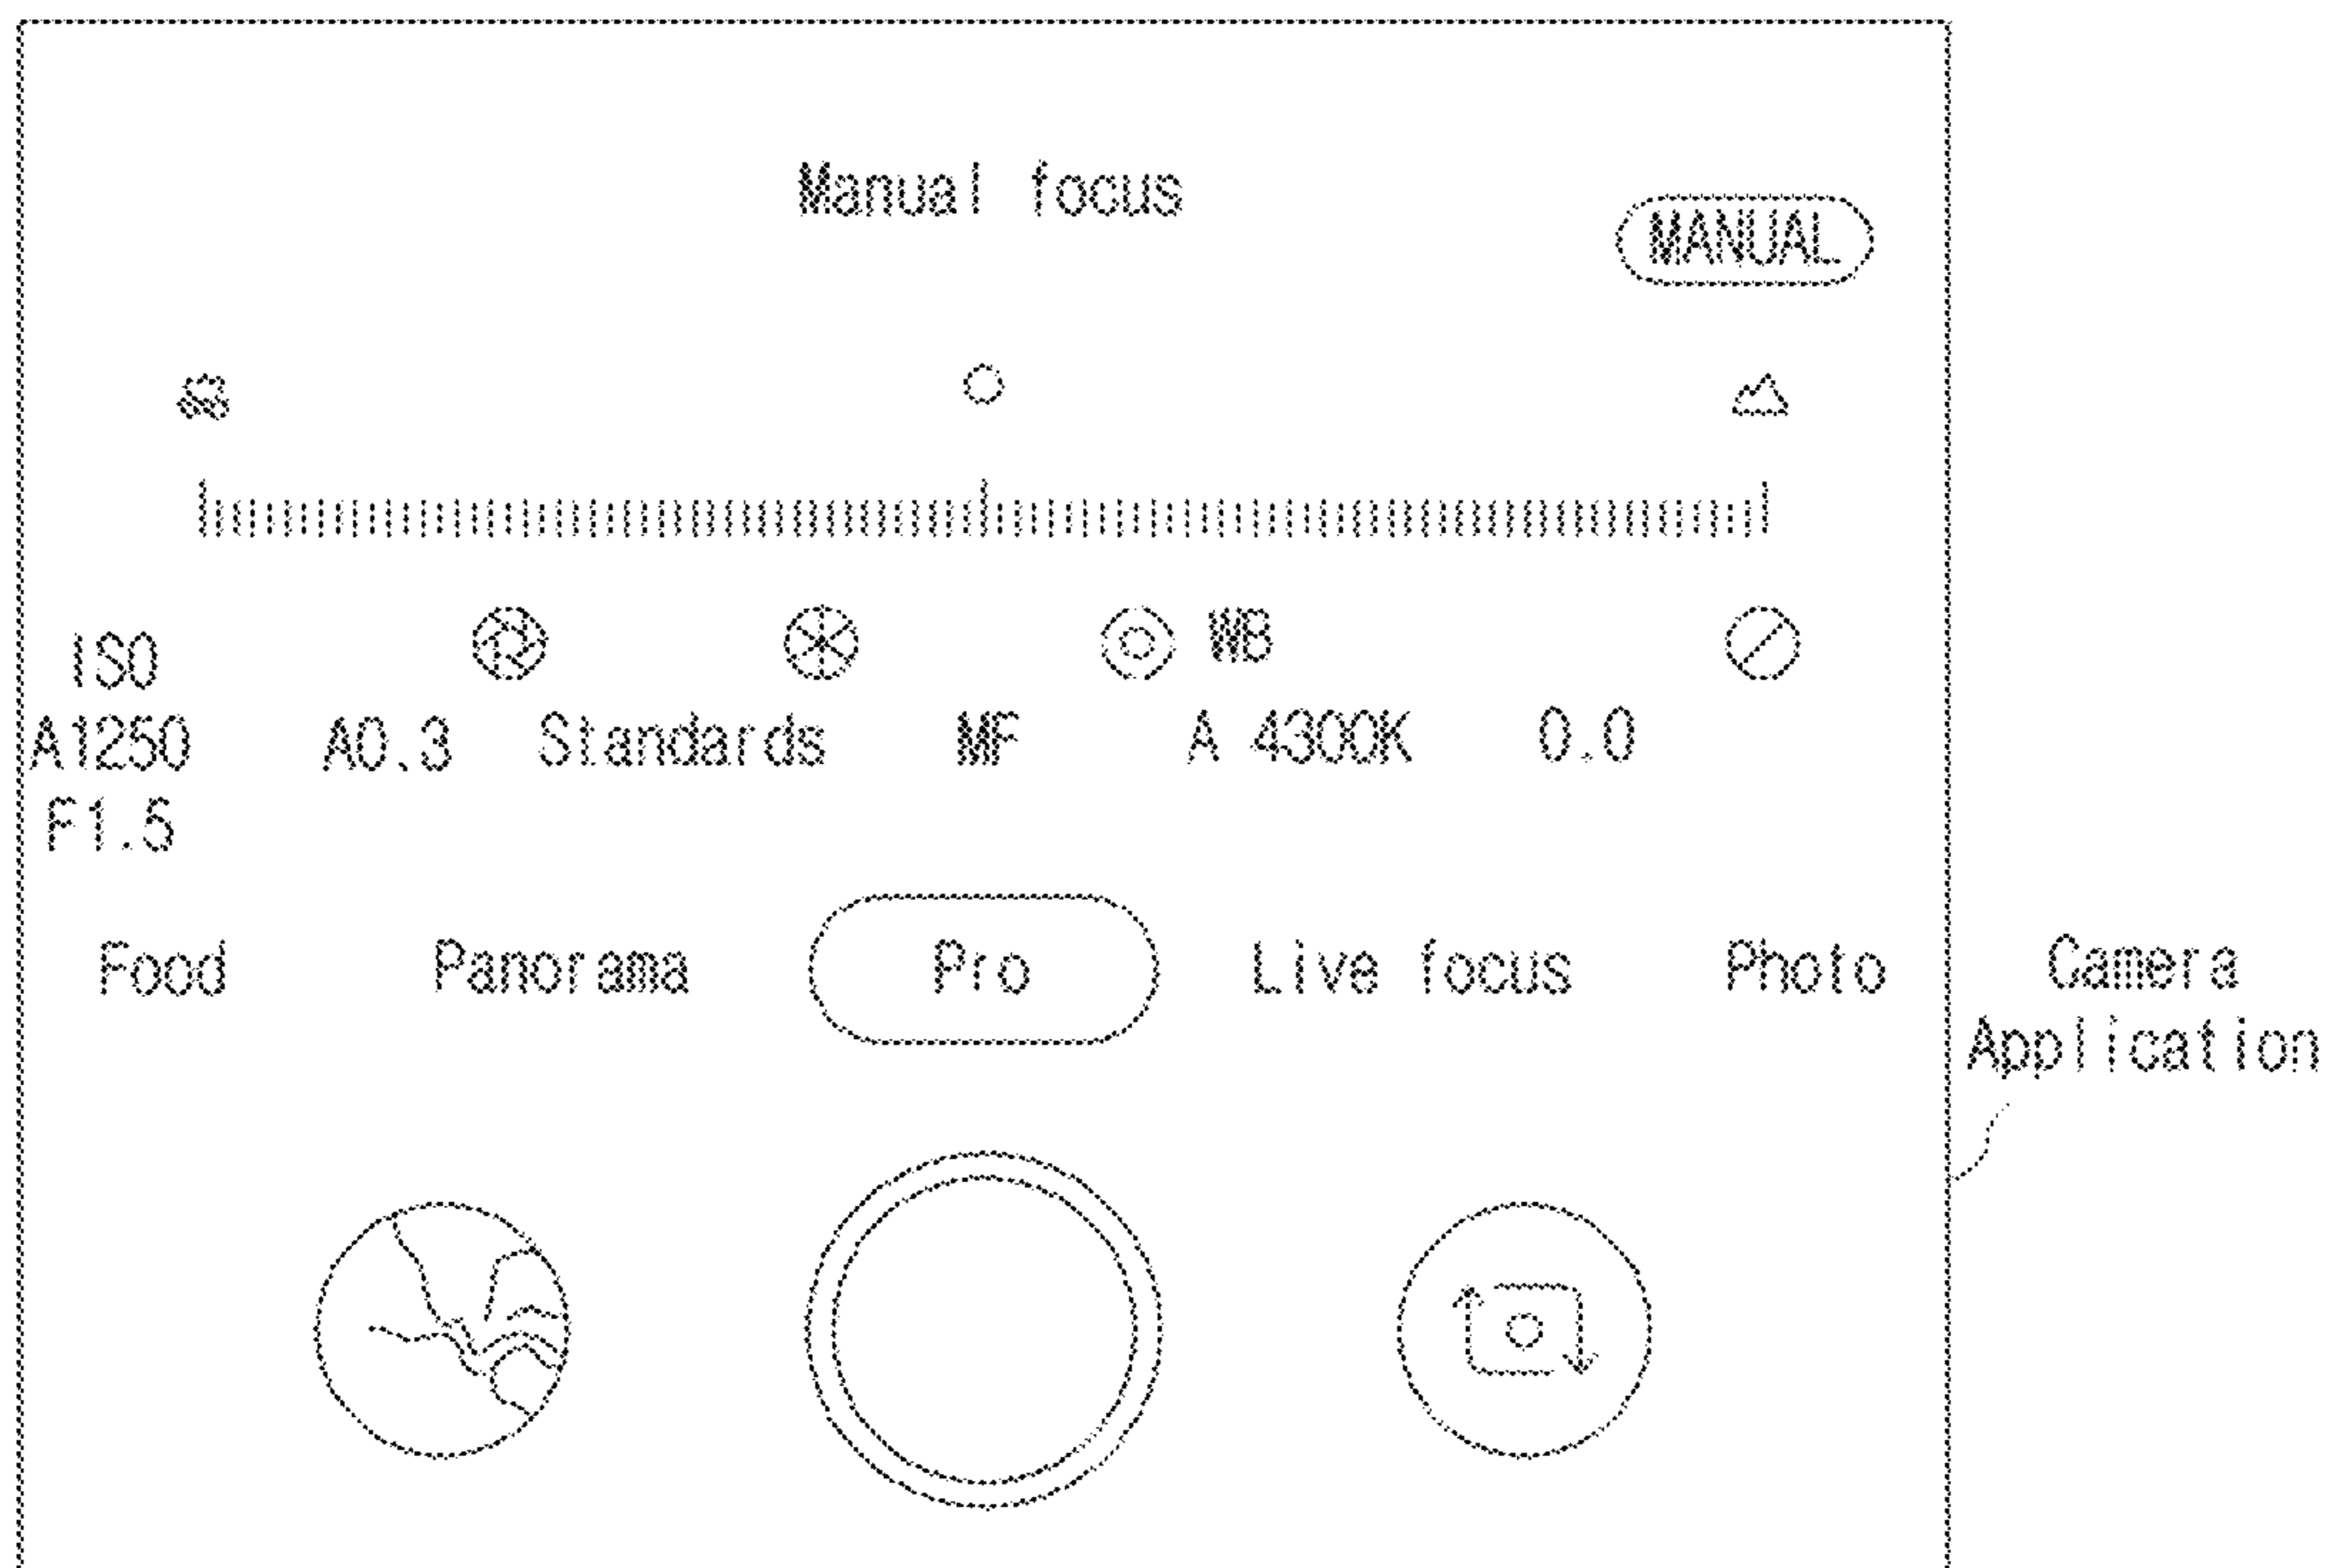 Manual focus
MANUAL
ISO
WB
A1250 A0.3 Standards MF A 4300K 0.0
F1.5
Food Panorama Pro Live focus Photo
Camera
Application